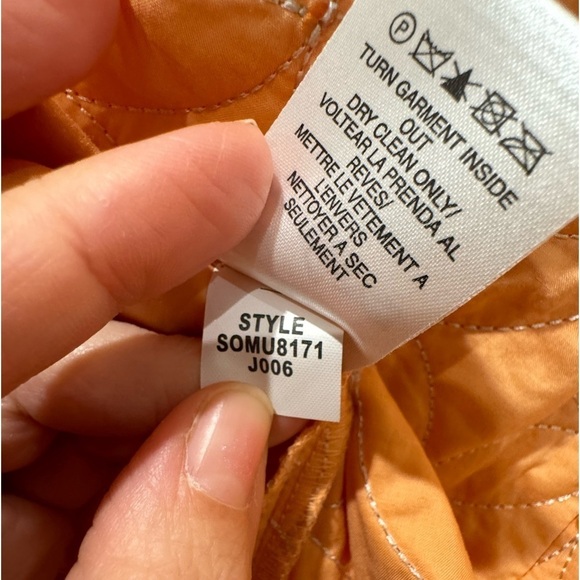 P
TURN GARMENT INSIDE
OUT
DRY CLEAN ONLY/
VOLTEAR LA PRENDA AL
REVES/
METTRE LE VETEMENT A
L'ENVERS
NETTOYER A SEC
SEULEMENT
STYLE
SOMU8171
J006